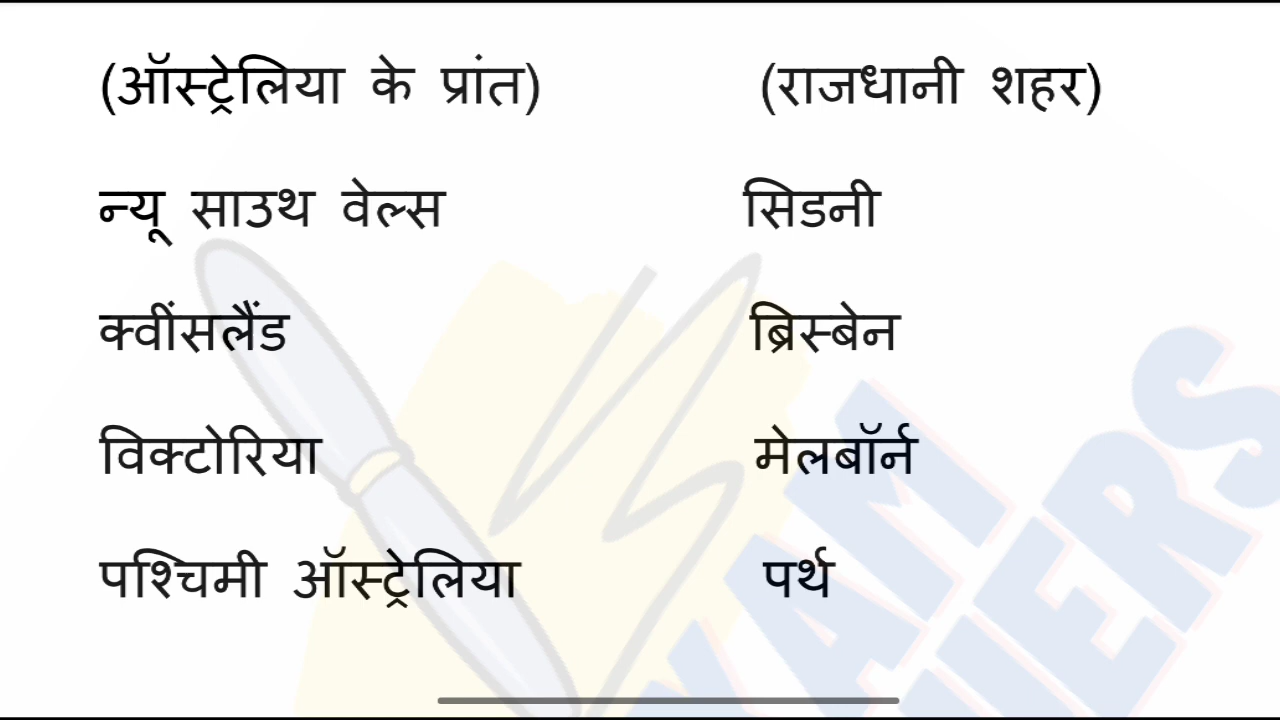 (ऑस्ट्रेलिया के प्रांत) (राजधानी शहर)
न्यू साउथ वेल्स सिडनी
क्वींसलैंड ब्रिस्बेन
विक्टोरिया मेलबॉर्न
पश्चिमी ऑस्ट्रेलिया पर्थ